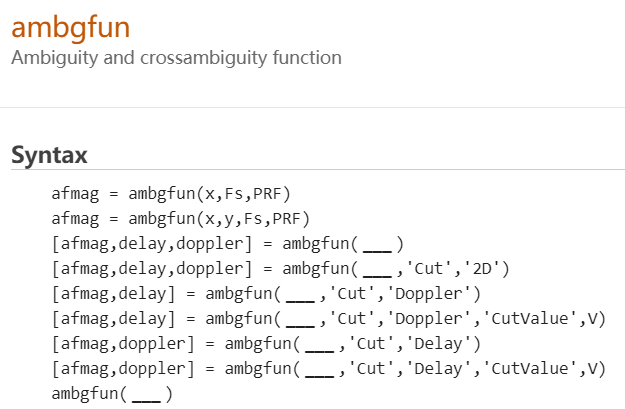 ambgfun
Ambiguity and crossambiguity function
Syntax
afmag = ambgfun(x,Fs,PRF)
afmag = ambgfun(x,y,Fs,PRF)
[afmag,delay,doppler] = ambgfun(___)
[afmag,delay,doppler] = ambgfun(___,'Cut','2D')
[afmag,delay] = ambgfun(___,'Cut','Doppler')
[afmag,delay] = ambgfun(___,'Cut','Doppler','CutValue',V)
[afmag,doppler] = ambgfun(___,'Cut','Delay')
[afmag,doppler] = ambgfun(___,'Cut','Delay','CutValue',V)
ambgfun(___)